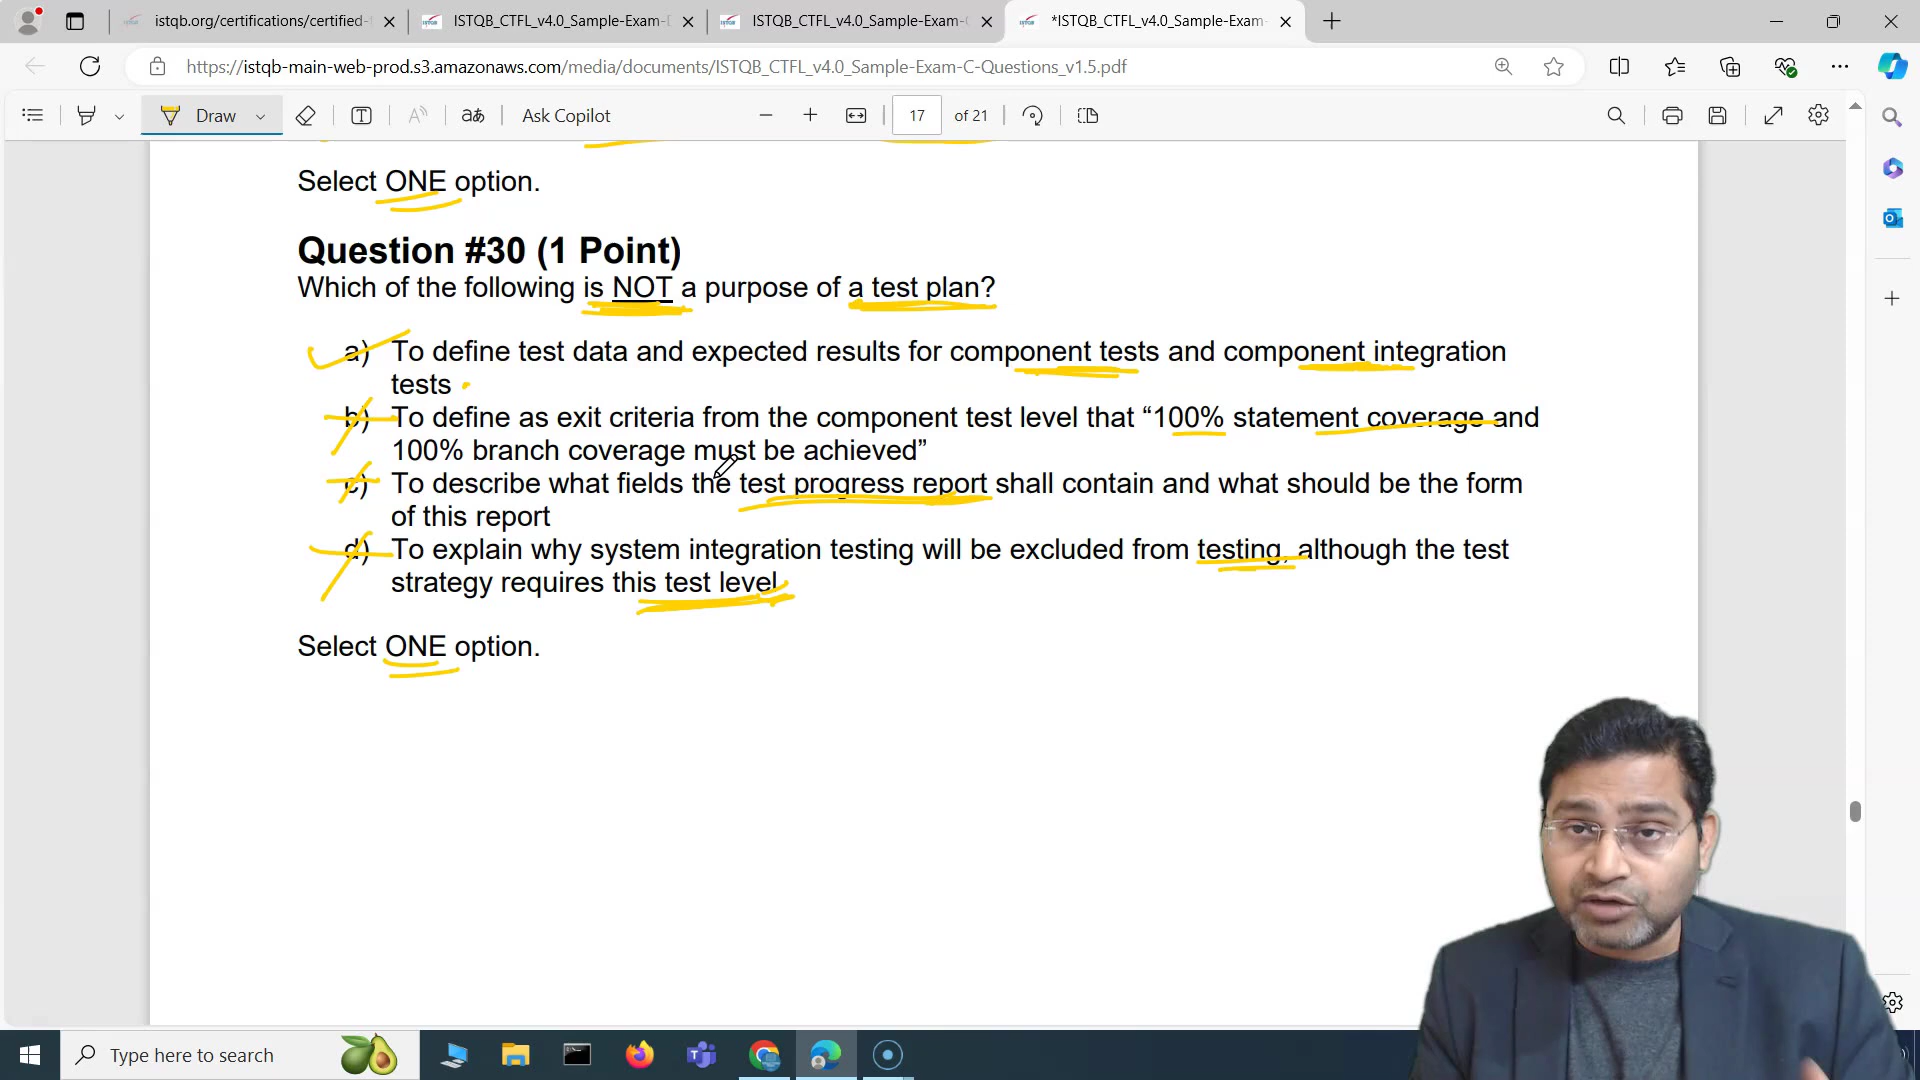 istqb.org/certifications/certified-
ISTQB_CTFL_v4.0_Sample-Exam-
ISTQB_CTFL_v4.0_Sample-Exam-
*ISTQB_CTFL_v4.0_Sample-Exam-
https://istqb-main-web-prod.s3.amazonaws.com/media/documents/ISTQB_CTFL_v4.0_Sample-Exam-C-Questions_v1.5.pdf
Draw
aあ
Ask Copilot
17 of 21
Select ONE option.
Question #30 (1 Point)
Which of the following is NOT a purpose of a test plan?
a) To define test data and expected results for component tests and component integration
tests
b) To define as exit criteria from the component test level that “100% statement coverage and
100% branch coverage must be achieved”
c) To describe what fields the test progress report shall contain and what should be the form
of this report
d) To explain why system integration testing will be excluded from testing, although the test
strategy requires this test level
Select ONE option.
Type here to search